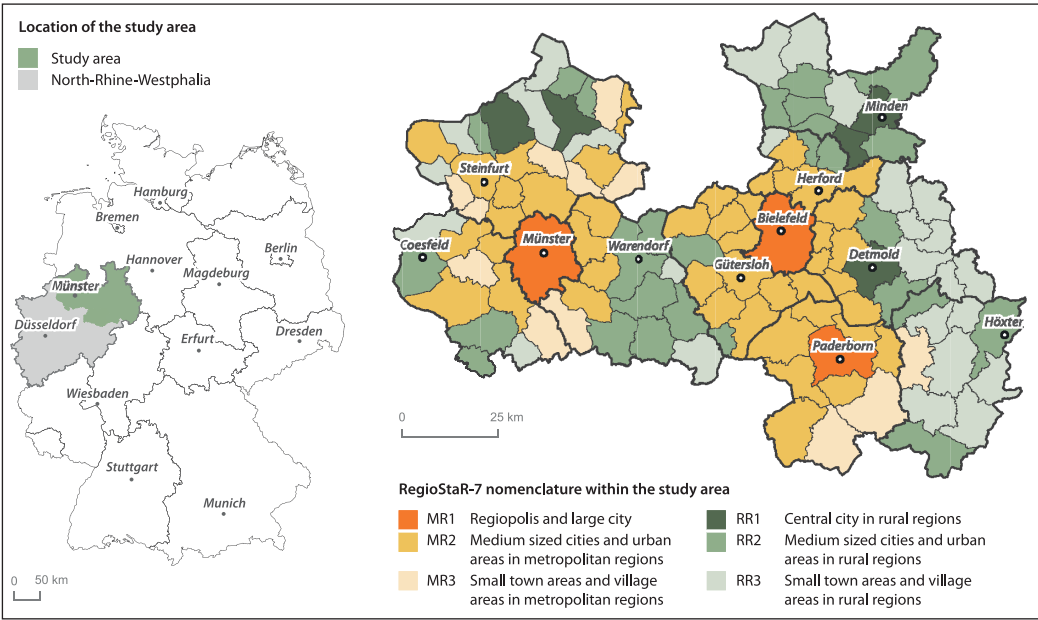 Location of the study area
Study area
North-Rhine-Westphalia
Hamburg
Bremen
Berlin
Hannover
Magdeburg
Münster
Düsseldorf
Erfurt
Dresden
Wiesbaden
Stuttgart
Munich
0 50 km
Minden
Steinfurt
Herford
Bielefeld
Coesfeld
Münster
Warendorf
Gütersloh
Detmold
Höxter
Paderborn
0 25 km
RegioStaR-7 nomenclature within the study area
MR1 Regiopolis and large city
MR2 Medium sized cities and urban
areas in metropolitan regions
MR3 Small town areas and village
areas in metropolitan regions
RR1 Central city in rural regions
RR2 Medium sized cities and urban
areas in rural regions
RR3 Small town areas and village
areas in rural regions